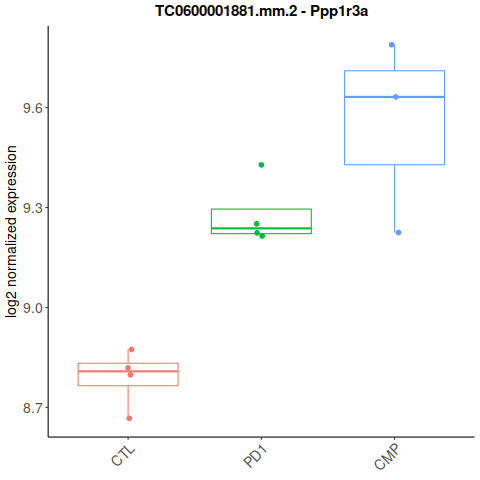 TC0600001881.mm.2 - Ppp1r3a
log2 normalized expression
9.6
9.3
9.0
8.7
CTL
PD1
CMP